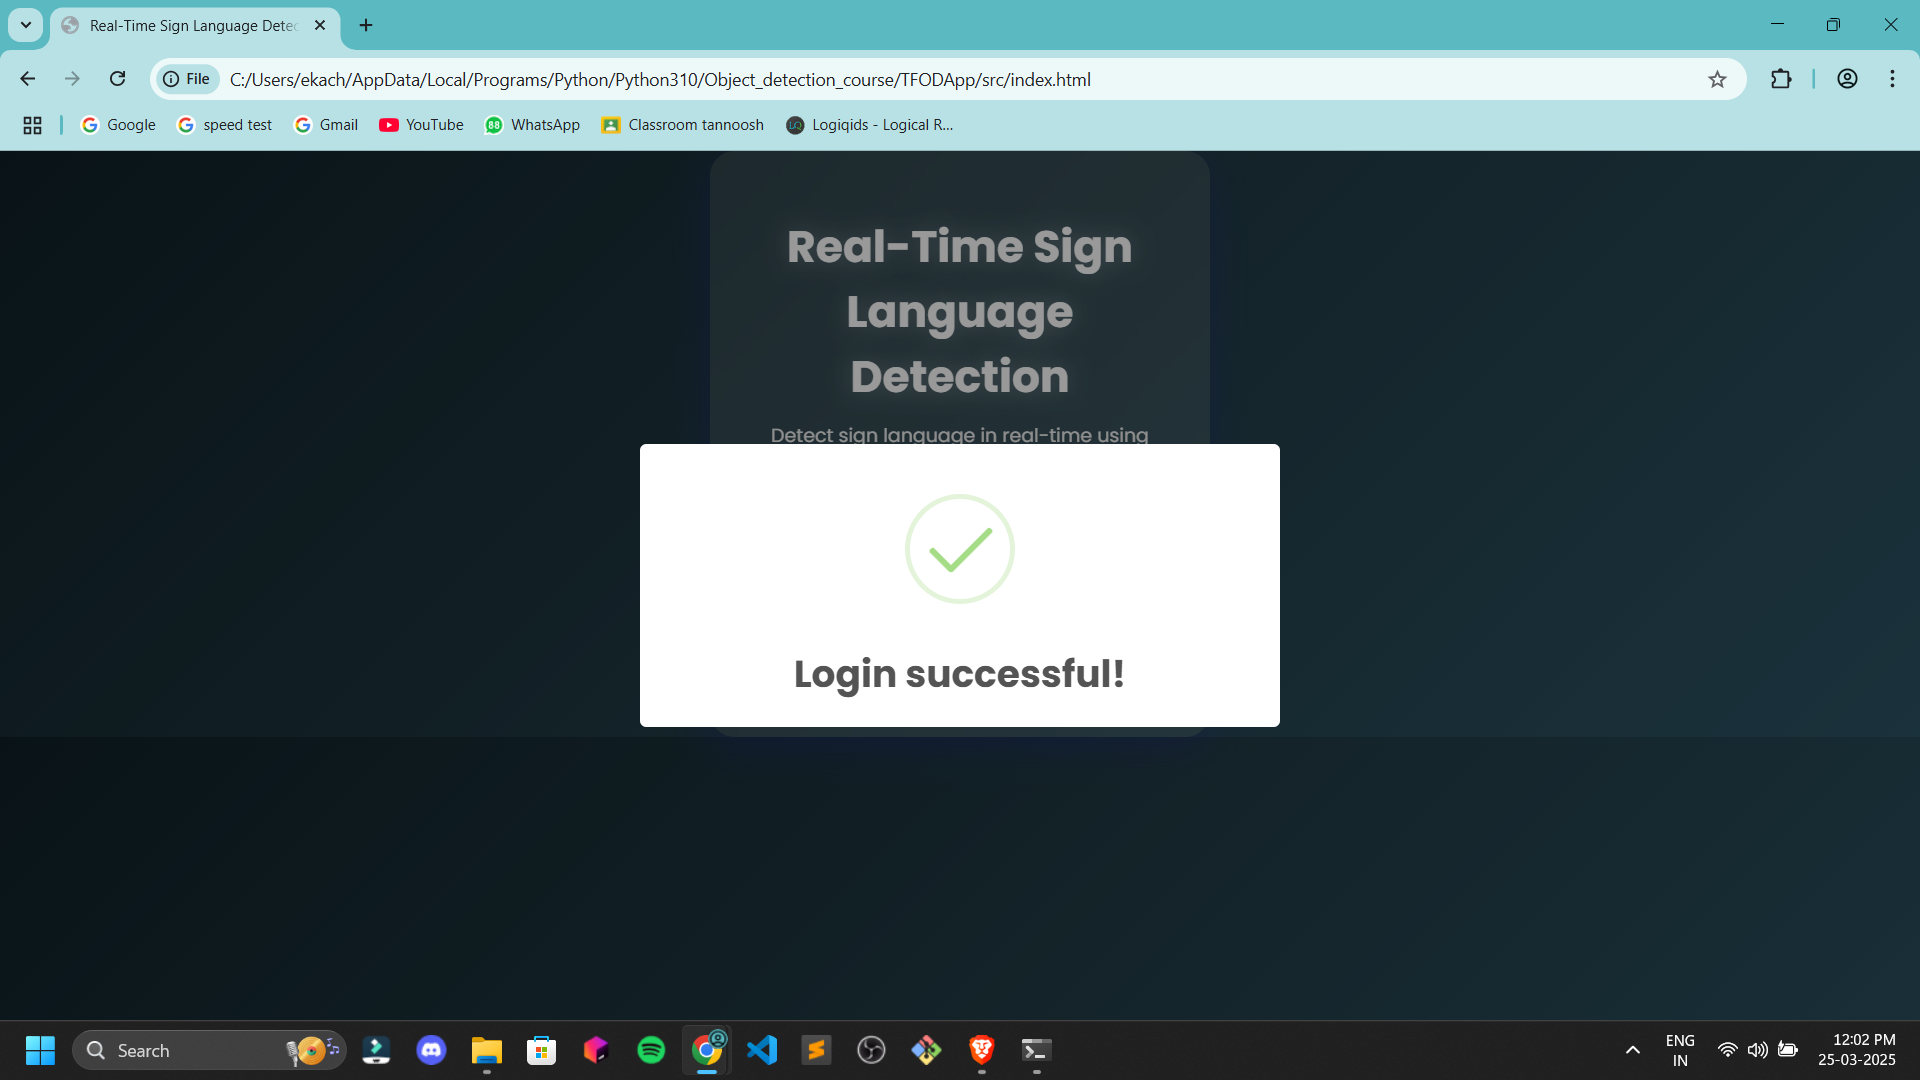 Real-Time Sign Language Detec
File
C:/Users/ekach/AppData/Local/Programs/Python/Python310/Object_detection_course/TFODApp/src/index.html
Google
speed test
Gmail
YouTube
WhatsApp
Classroom tannoosh
Logiqids - Logical R...
Real-Time Sign
Language
Detection
Detect sign language in real-time using
Login successful!
Search
ENG
IN
12:02 PM
25-03-2025